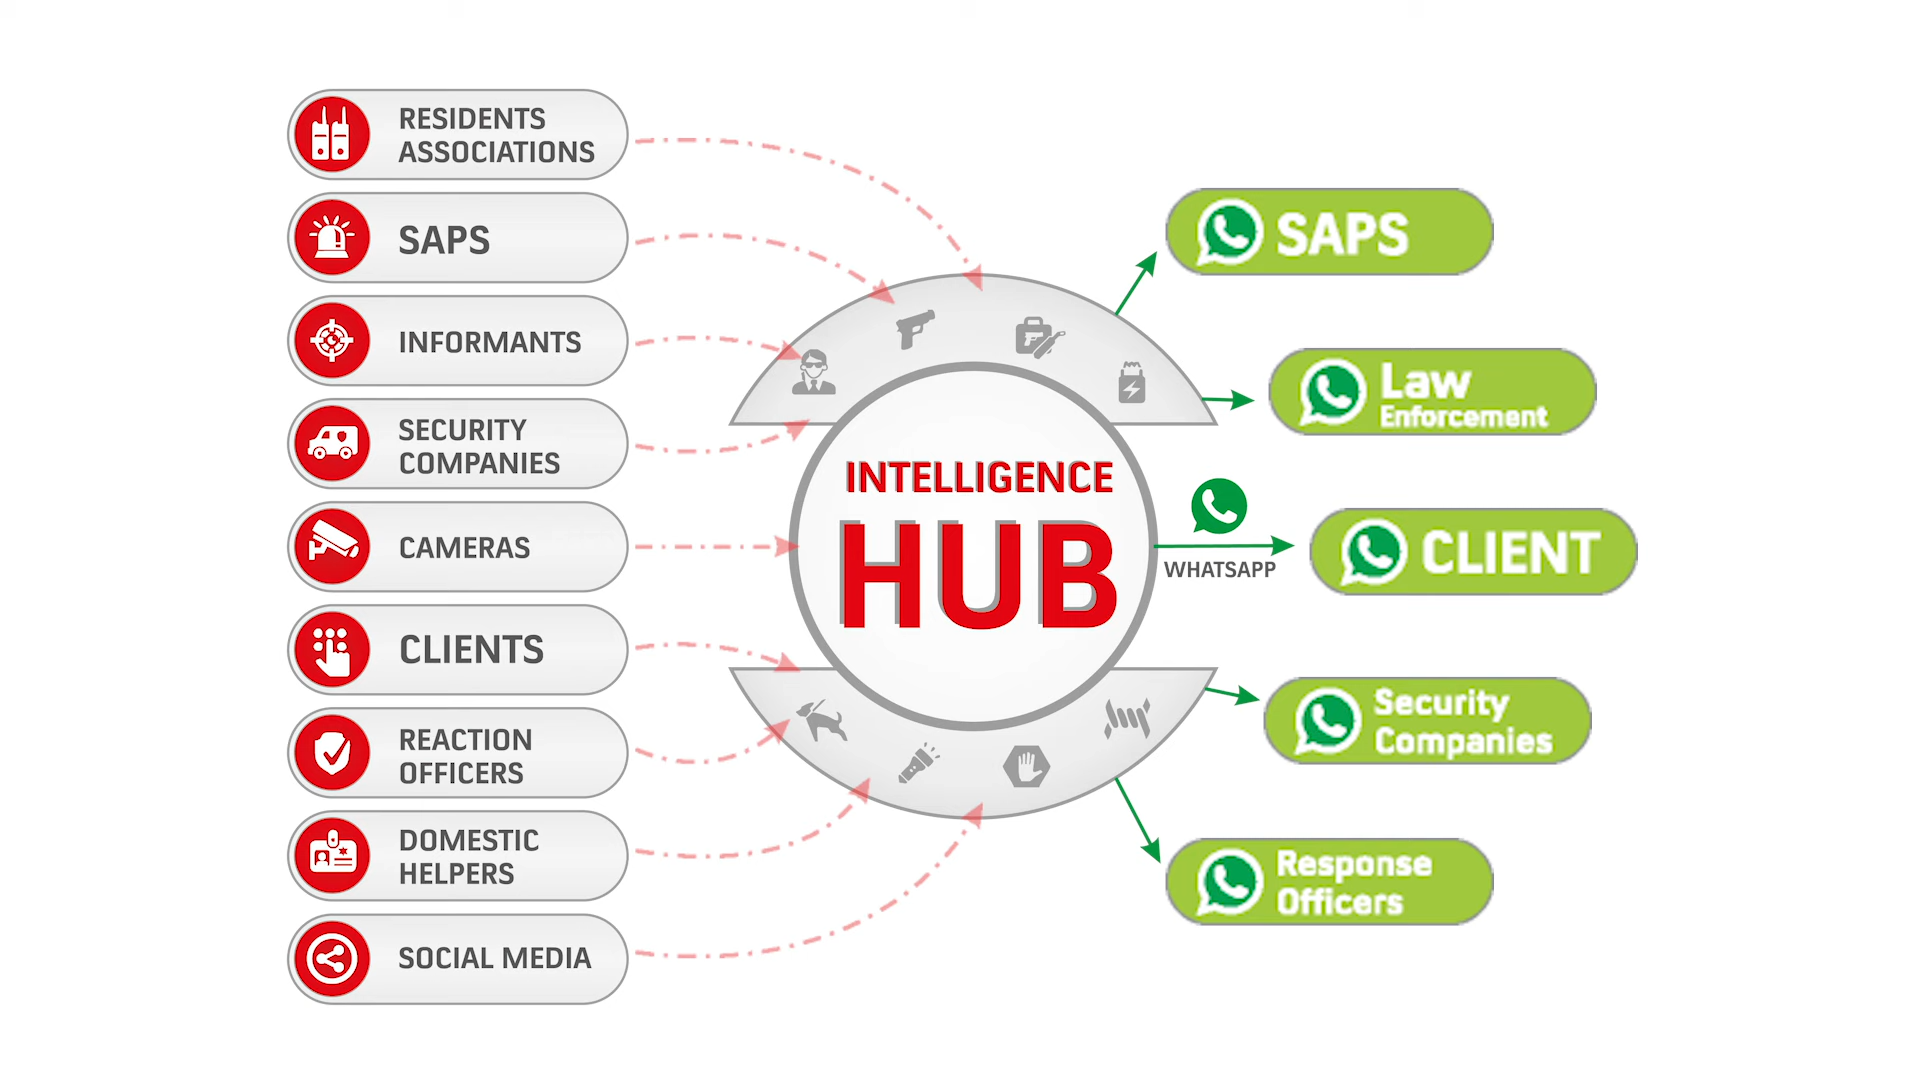 RESIDENTS
ASSOCIATIONS
SAPS
INFORMANTS
SECURITY
COMPANIES
CAMERAS
CLIENTS
REACTION
OFFICERS
DOMESTIC
HELPERS
SOCIAL MEDIA
INTELLIGENCE
HUB
WHATSAPP
SAPS
Law
Enforcement
CLIENT
Security
Companies
Response
Officers